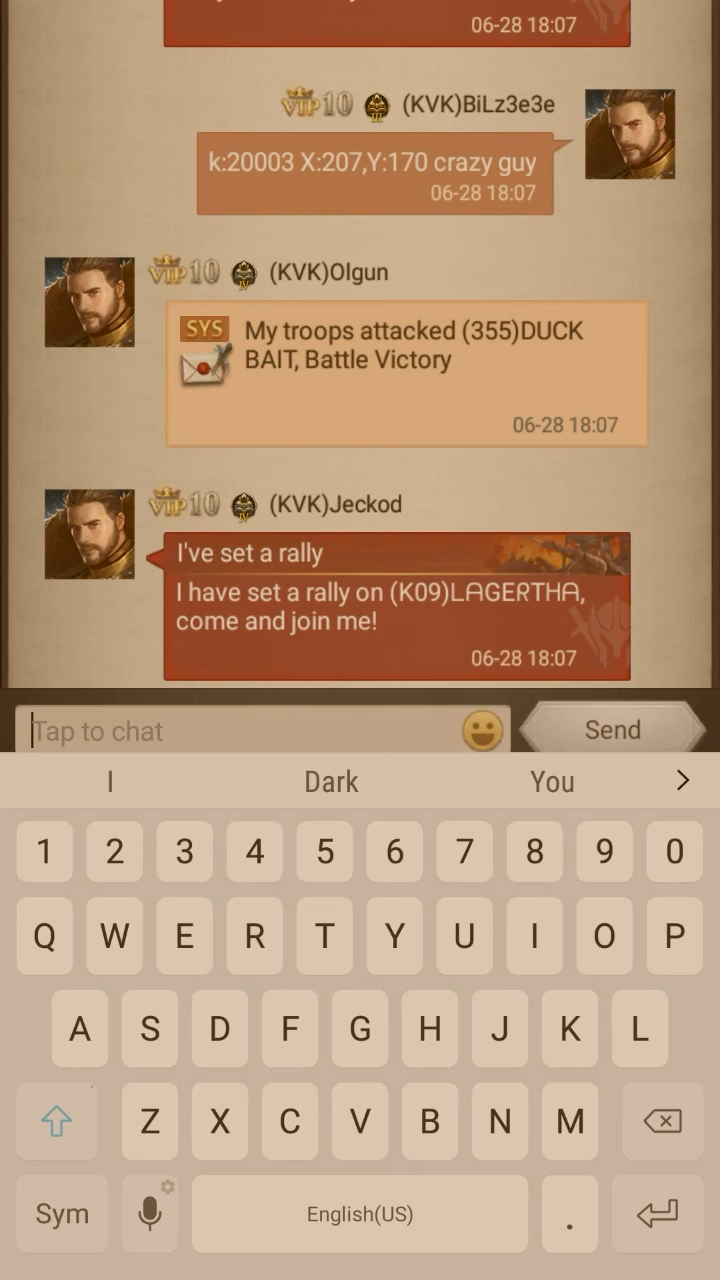 06-28 18:07
VIP10 (KVK)BiLz3e3e
k:20003 X:207,Y:170 crazy guy
06-28 18:07
VIP10 IV (KVK)Olgun
SYS My troops attacked (355)DUCK
BAIT, Battle Victory
06-28 18:07
VIP10 IV (KVK)Jeckod
I've set a rally
I have set a rally on (K09)LAGERTHA,
come and join me!
06-28 18:07
Tap to chat
Send
I Dark You >
1 2 3 4 5 6 7 8 9 0
Q W E R T Y U I O P
A S D F G H J K L
Z X C V B N M
Sym English(US) .